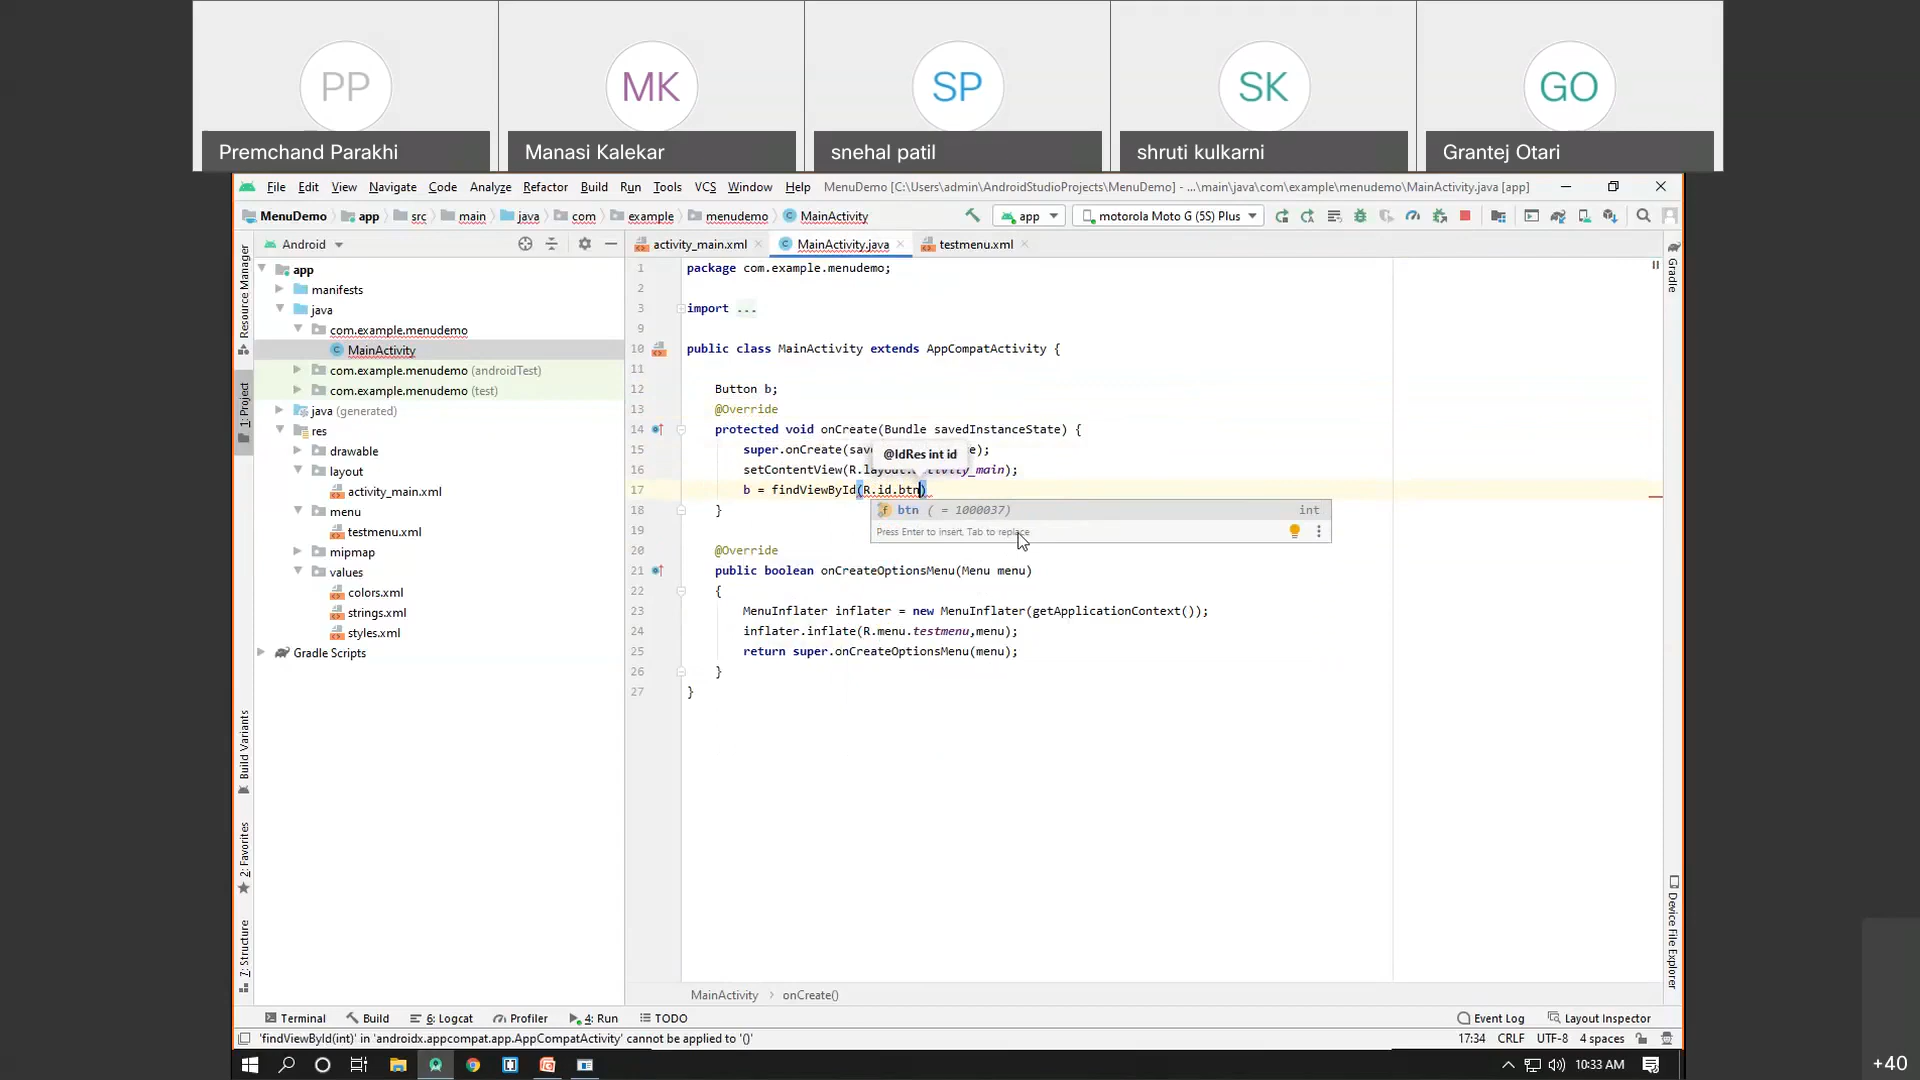 PP
MK
SP
SK
GO
Premchand Parakhi
Manasi Kalekar
snehal patil
shruti kulkarni
Grantej Otari
File Edit View Navigate Code Analyze Refactor Build Run Tools VCS Window Help MenuDemo [C:\Users\admin\AndroidStudioProjects\MenuDemo] - ...\main\java\com\example\menudemo\MainActivity.java [app]
MenuDemo app src main java com example menudemo MainActivity app motorola Moto G (5S) Plus
Android
activity_main.xml MainActivity.java testmenu.xml
Resource Manager
1: Project
Build Variants
2: Favorites
7: Structure
app
manifests
java
com.example.menudemo
MainActivity
com.example.menudemo (androidTest)
com.example.menudemo (test)
java (generated)
res
drawable
layout
activity_main.xml
menu
testmenu.xml
mipmap
values
colors.xml
strings.xml
styles.xml
Gradle Scripts
1 package com.example.menudemo;
2
3 import ...
9
10 public class MainActivity extends AppCompatActivity {
11
12 Button b;
13 @Override
14 protected void onCreate(Bundle savedInstanceState) {
15 super.onCreate(
@IdRes int id
16 setContentView(R.layout. _main);
17 b = findViewById(R.id.btn)
18 }
btn ( = 1000037) int
19
Press Enter to insert, Tab to replace
20 @Override
21 public boolean onCreateOptionsMenu(Menu menu)
22 {
23 MenuInflater inflater = new MenuInflater(getApplicationContext());
24 inflater.inflate(R.menu.testmenu,menu);
25 return super.onCreateOptionsMenu(menu);
26 }
27 }
Gradle
Device File Explorer
MainActivity > onCreate()
Terminal Build 6: Logcat Profiler 4: Run TODO Event Log Layout Inspector
'findViewById(int)' in 'androidx.appcompat.app.AppCompatActivity' cannot be applied to '()' 17:34 CRLF UTF-8 4 spaces
10:33 AM
+40